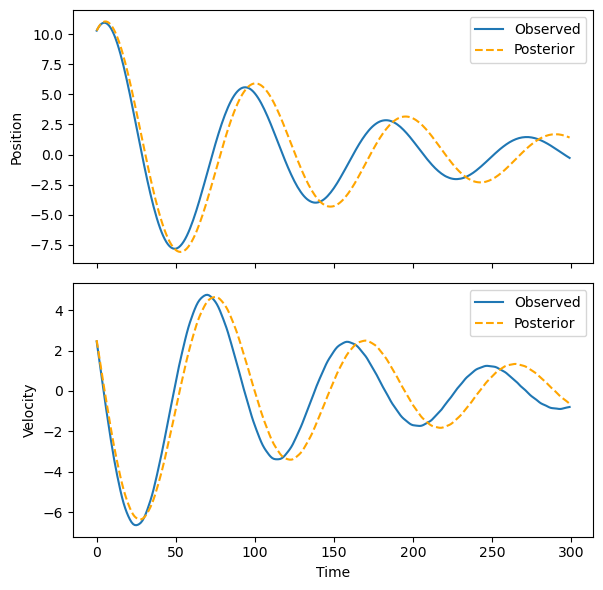 10.0
7.5
5.0
2.5
0.0
−2.5
−5.0
−7.5
Position
Observed
Posterior
4
2
0
−2
−4
−6
Velocity
Observed
Posterior
0 50 100 150 200 250 300
Time